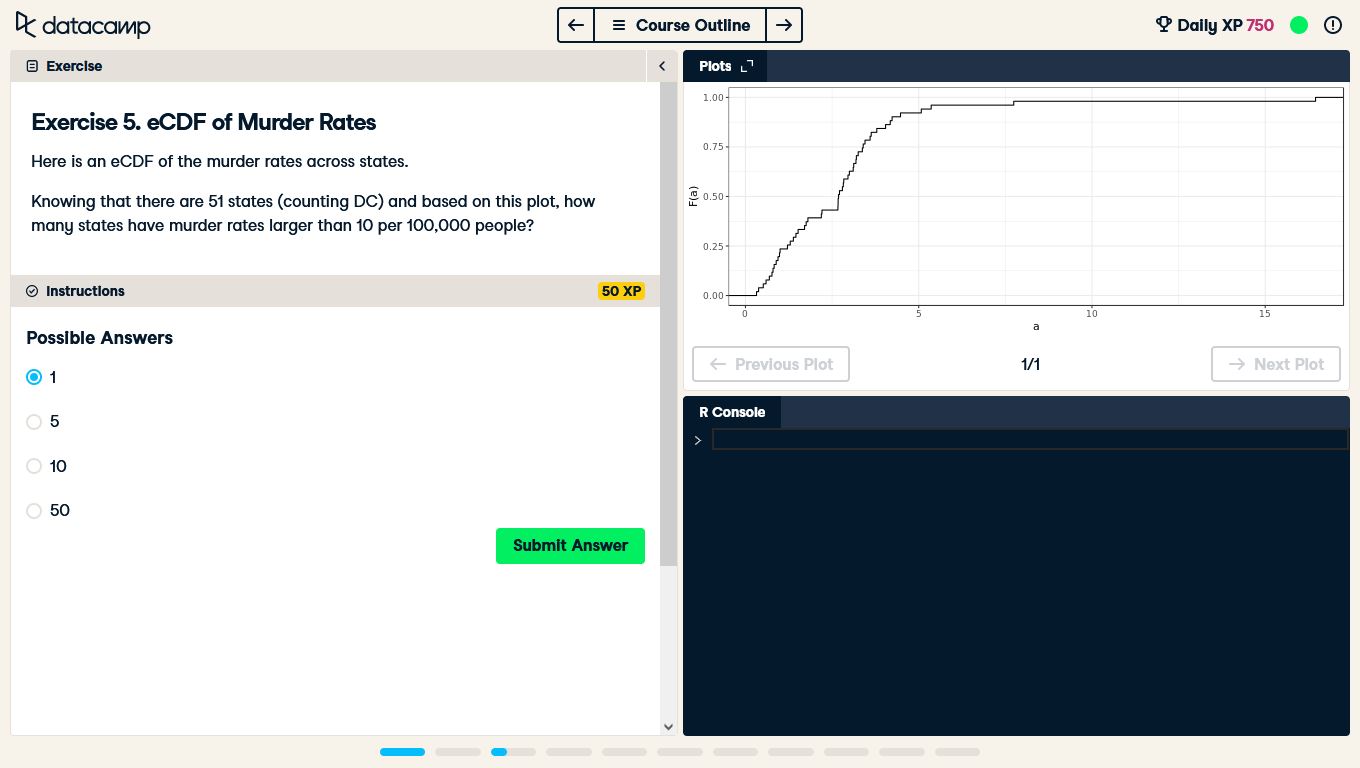 datacamp
Course Outline
Daily XP 750
Exercise
Exercise 5. eCDF of Murder Rates
Here is an eCDF of the murder rates across states.
Knowing that there are 51 states (counting DC) and based on this plot, how
many states have murder rates larger than 10 per 100,000 people?
Instructions
50 XP
Possible Answers
1
5
10
50
Submit Answer
Plots
1.00
0.75
0.50
0.25
0.00
F(a)
0 5 10 15
a
Previous Plot
1/1
Next Plot
R Console
>